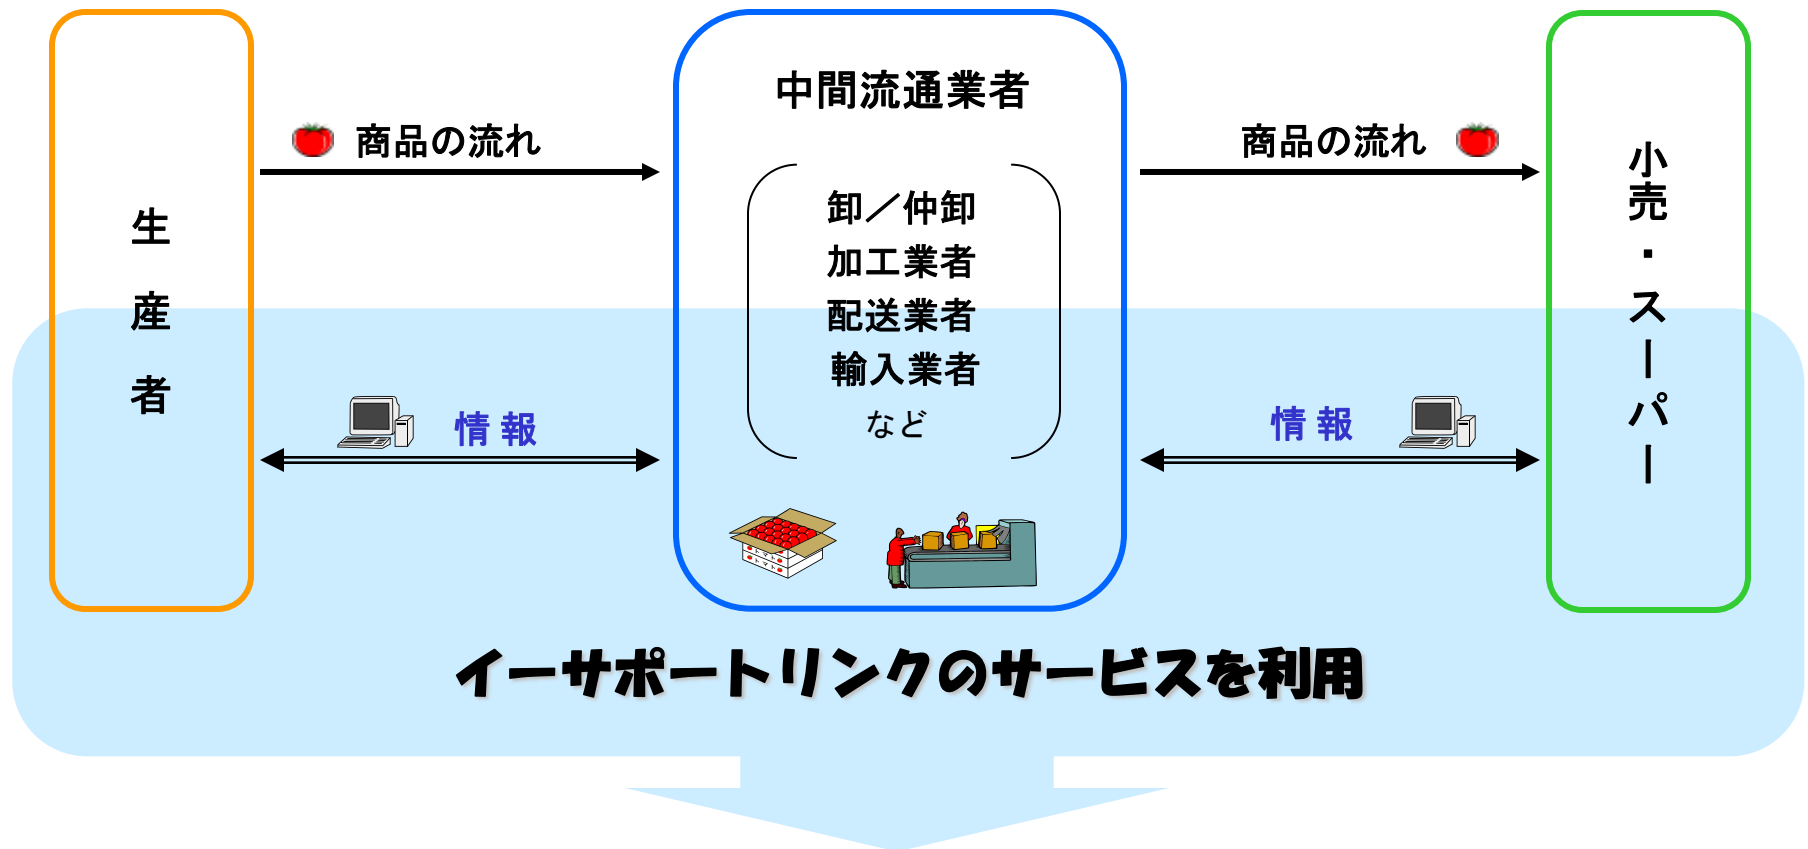 生産者
商品の流れ
情報
中間流通業者
卸／仲卸
加工業者
配送業者
輸入業者
など
トマト
商品の流れ
情報
小売・スーパー
イーサポートリンクのサービスを利用